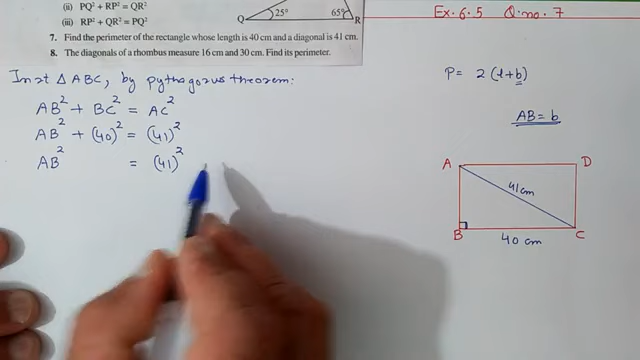 (ii) PQ² + RP² = QR²
(iii) RP² + QR² = PQ²
Q 25° 65° R
7. Find the perimeter of the rectangle whose length is 40 cm and a diagonal is 41 cm.
8. The diagonals of a rhombus measure 16 cm and 30 cm. Find its perimeter.
Ex. 6.5 Q. no. 7
In rt △ ABC, by pythagorus theorem:
AB² + BC² = AC²
AB² + (40)² = (41)²
AB² = (41)²
P = 2 (l+b)
AB = b
A D
41 cm
B C
40 cm